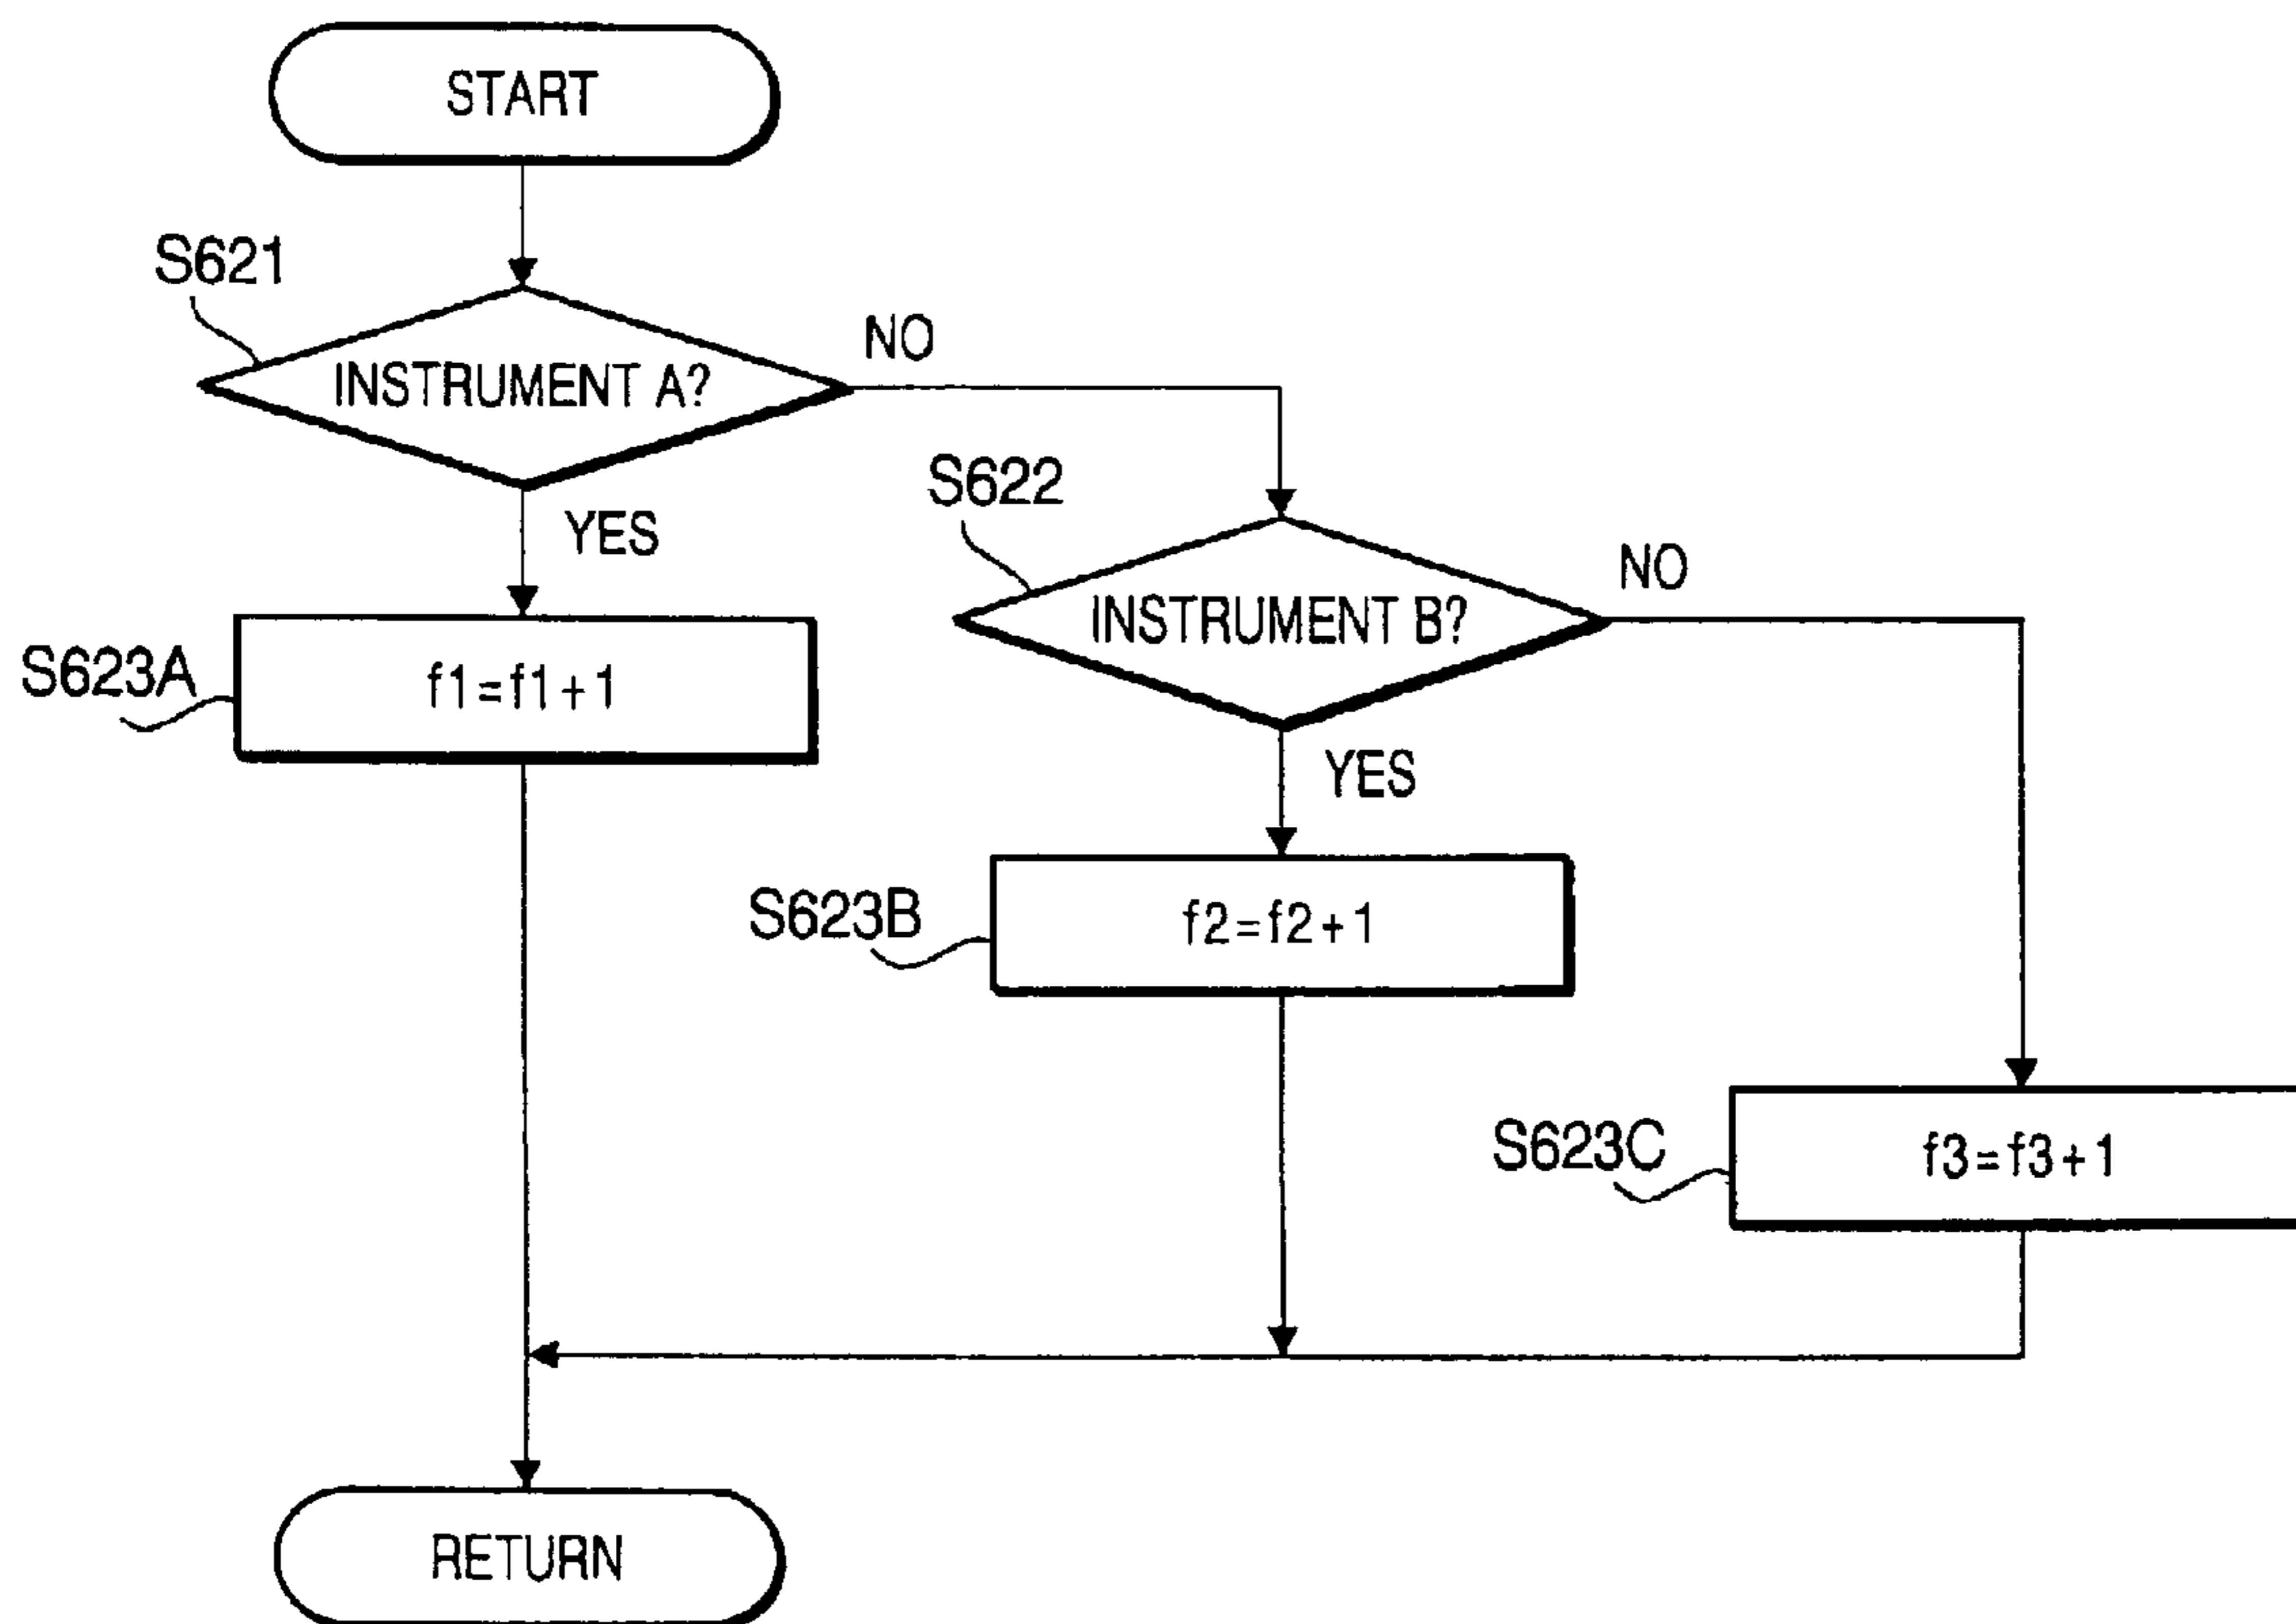 START
S621
INSTRUMENT A?
NO
YES
S622
INSTRUMENT B?
NO
YES
S623A
f1=f1+1
S623B
f2=f2+1
S623C
f3=f3+1
RETURN